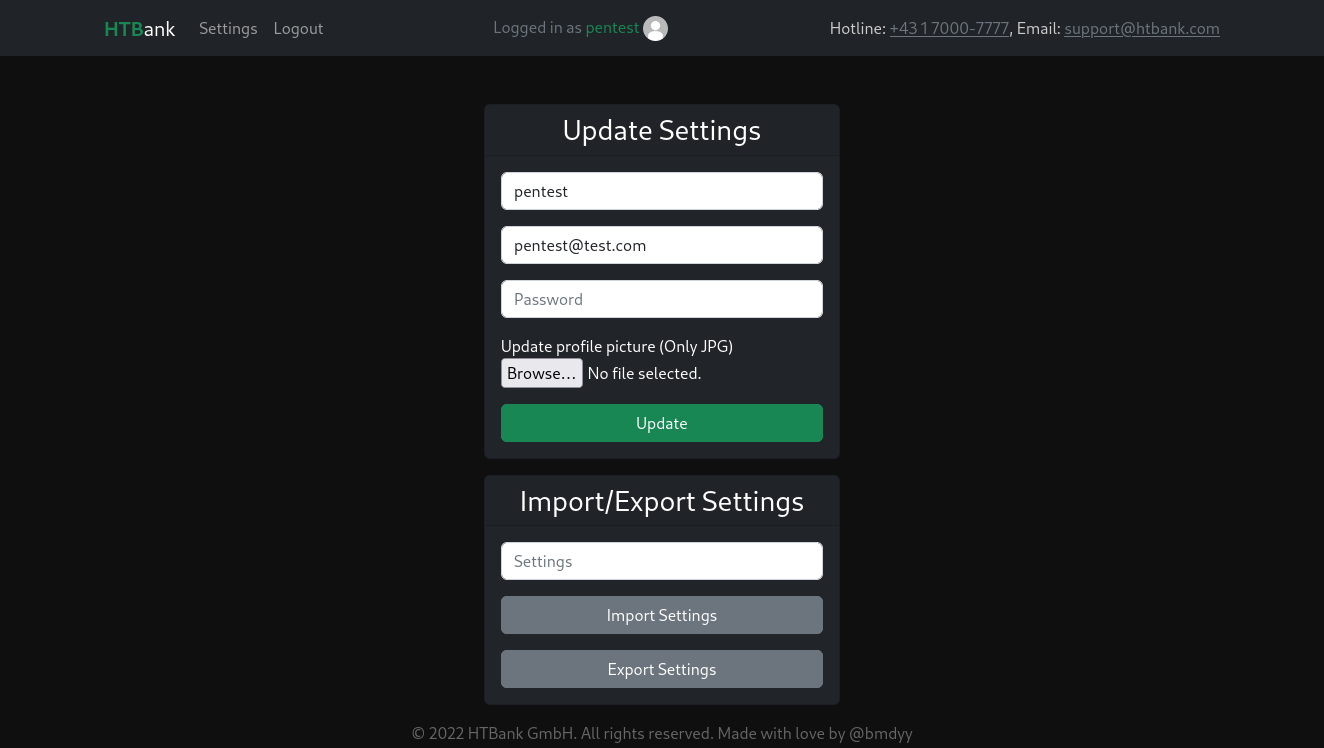 HTBank Settings Logout Logged in as pentest Hotline: +43 1 7000-7777, Email: support@htbank.com
Update Settings
pentest
pentest@test.com
Password
Update profile picture (Only JPG)
Browse... No file selected.
Update
Import/Export Settings
Settings
Import Settings
Export Settings
© 2022 HTBank GmbH. All rights reserved. Made with love by @bmdyy